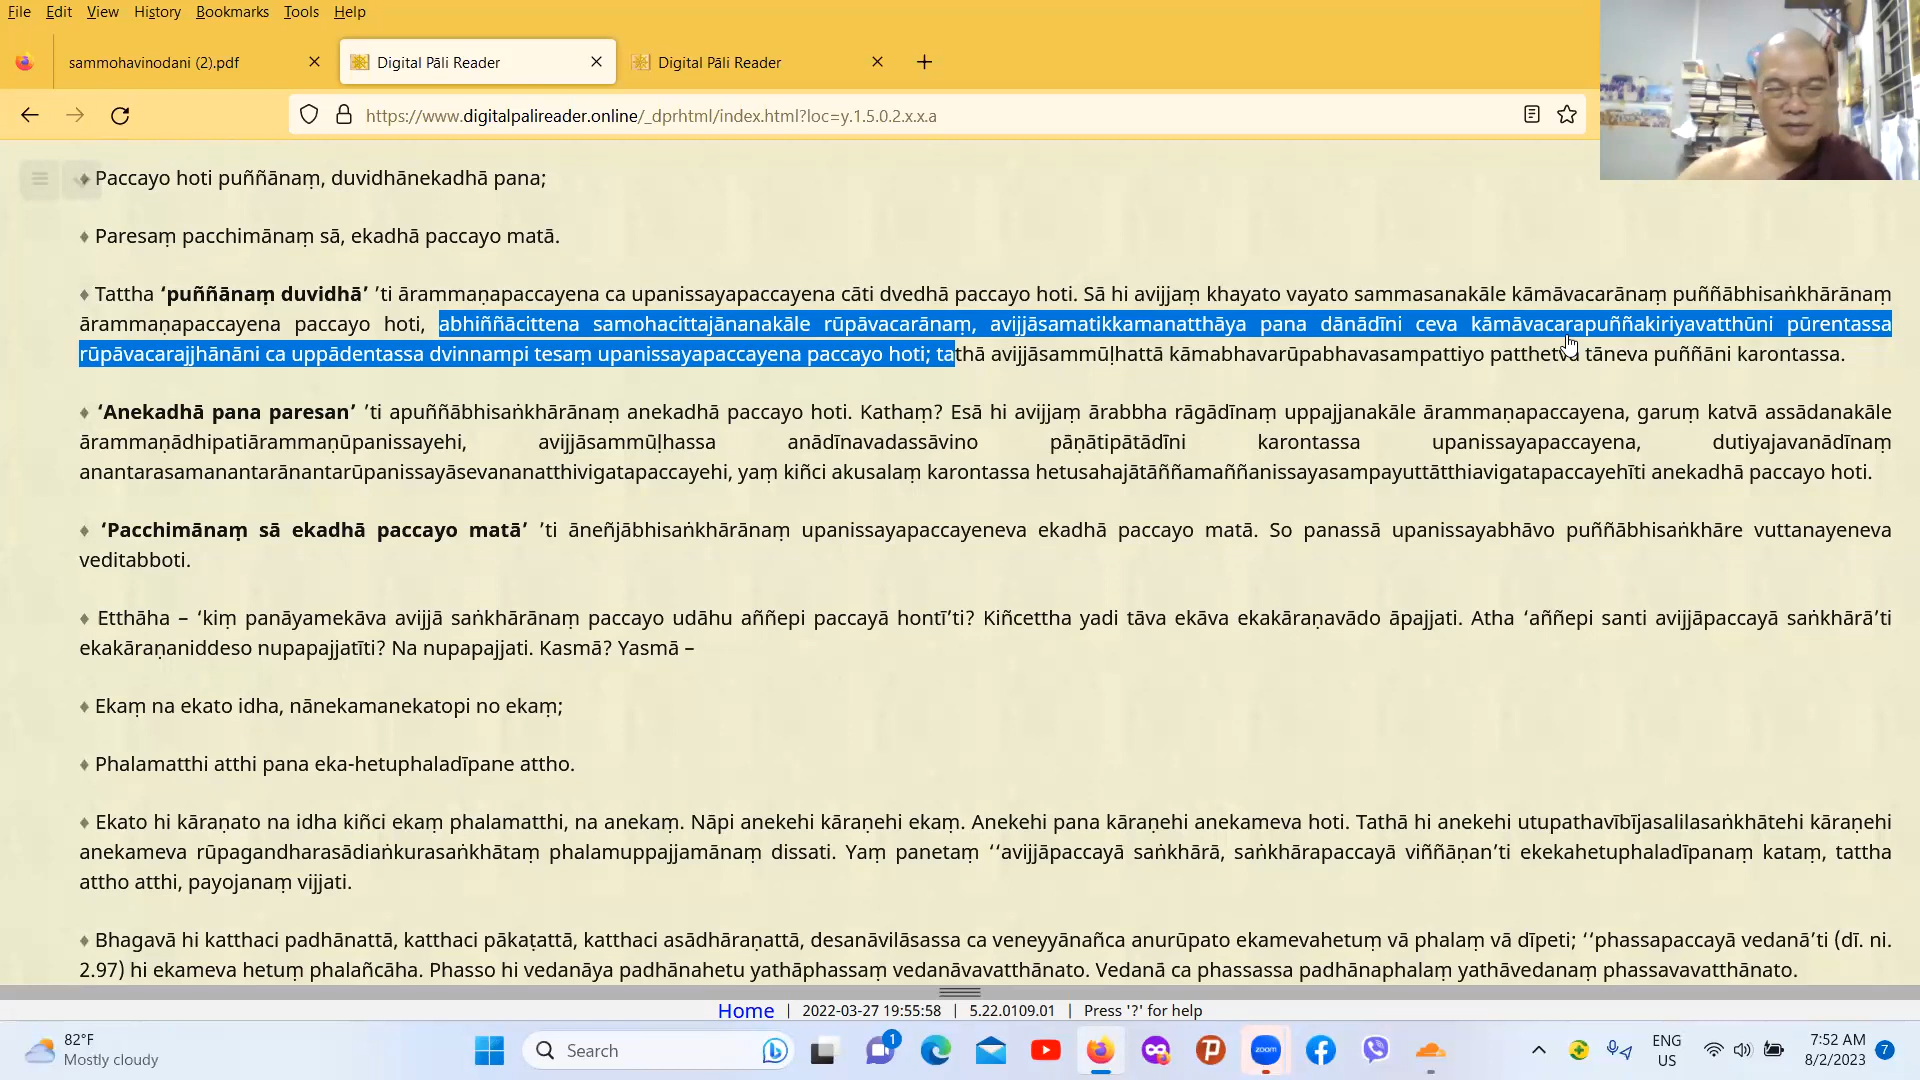 File Edit View History Bookmarks Tools Help
sammohavinodani (2).pdf
Digital Pāli Reader
Digital Pāli Reader
https://www.digitalpalireader.online/_dprhtml/index.html?loc=y.1.5.0.2.x.x.a
♦ Paccayo hoti puññānaṃ, duvidhānekadhā pana;
♦ Paresaṃ pacchimānaṃ sā, ekadhā paccayo matā.
♦ Tattha ‘puññānaṃ duvidhā’ ’ti ārammaṇapaccayena ca upanissayapaccayena cāti dvedhā paccayo hoti. Sā hi avijjaṃ khayato vayato sammasanakāle kāmāvacarānaṃ puññābhisaṅkhārānaṃ
ārammaṇapaccayena paccayo hoti, abhiññācittena samohacittajānanakāle rūpāvacarānaṃ, avijjāsamatikkamanatthāya pana dānādīni ceva kāmāvacarapuññakiriyavatthūni pūrentassa
rūpāvacarajjhānāni ca uppādentassa dvinnampi tesaṃ upanissayapaccayena paccayo hoti; tathā avijjāsammūḷhattā kāmabhavarūpabhavasampattiyo patthetvā tāneva puññāni karontassa.
♦ ‘Anekadhā pana paresan’ ’ti apuññābhisaṅkhārānaṃ anekadhā paccayo hoti. Kathaṃ? Esā hi avijjaṃ ārabbha rāgādīnaṃ uppajjanakāle ārammaṇapaccayena, garuṃ katvā assādanakāle
ārammaṇādhipatiārammaṇūpanissayehi, avijjāsammūḷhassa anādīnavadassāvino pāṇātipātādīni karontassa upanissayapaccayena, dutiyajavanādīnaṃ
anantarasamanantarānantarūpanissayāsevananatthivigatapaccayehi, yaṃ kiñci akusalaṃ karontassa hetusahajātāññamaññanissayasampayuttātthiavigatapaccayehīti anekadhā paccayo hoti.
♦ ‘Pacchimānaṃ sā ekadhā paccayo matā’ ’ti āneñjābhisaṅkhārānaṃ upanissayapaccayeneva ekadhā paccayo matā. So panassā upanissayabhāvo puññābhisaṅkhāre vuttanayeneva
veditabboti.
♦ Etthāha – ‘kiṃ panāyamekāva avijjā saṅkhārānaṃ paccayo udāhu aññepi paccayā hontī’ti? Kiñcettha yadi tāva ekāva ekakāraṇavādo āpajjati. Atha ‘aññepi santi avijjāpaccayā saṅkhārā’ti
ekakāraṇaniddeso nupapajjatīti? Na nupapajjati. Kasmā? Yasmā –
♦ Ekaṃ na ekato idha, nānekamanekatopi no ekaṃ;
♦ Phalamatthi atthi pana eka-hetuphaladīpane attho.
♦ Ekato hi kāraṇato na idha kiñci ekaṃ phalamatthi, na anekaṃ. Nāpi anekehi kāraṇehi ekaṃ. Anekehi pana kāraṇehi anekameva hoti. Tathā hi anekehi utupathavībījasalilasaṅkhātehi kāraṇehi
anekameva rūpagandharasādiaṅkurasaṅkhātaṃ phalamuppajjamānaṃ dissati. Yaṃ panetaṃ ‘‘avijjāpaccayā saṅkhārā, saṅkhārapaccayā viññāṇan’ti ekekahetuphaladīpanaṃ kataṃ, tattha
attho atthi, payojanaṃ vijjati.
♦ Bhagavā hi katthaci padhānattā, katthaci pākaṭattā, katthaci asādhāraṇattā, desanāvilāsassa ca veneyyānañca anurūpato ekamevahetuṃ vā phalaṃ vā dīpeti; ‘‘phassapaccayā vedanā’ti (dī. ni.
2.97) hi ekameva hetuṃ phalañcāha. Phasso hi vedanāya padhānahetu yathāphassaṃ vedanāvavatthānato. Vedanā ca phassassa padhānaphalaṃ yathāvedanaṃ phassavavatthānato.
Home | 2022-03-27 19:55:58 | 5.22.0109.01 | Press '?' for help
82°F
Mostly cloudy
Search
1
zoom
ENG
US
7:52 AM
8/2/2023
7